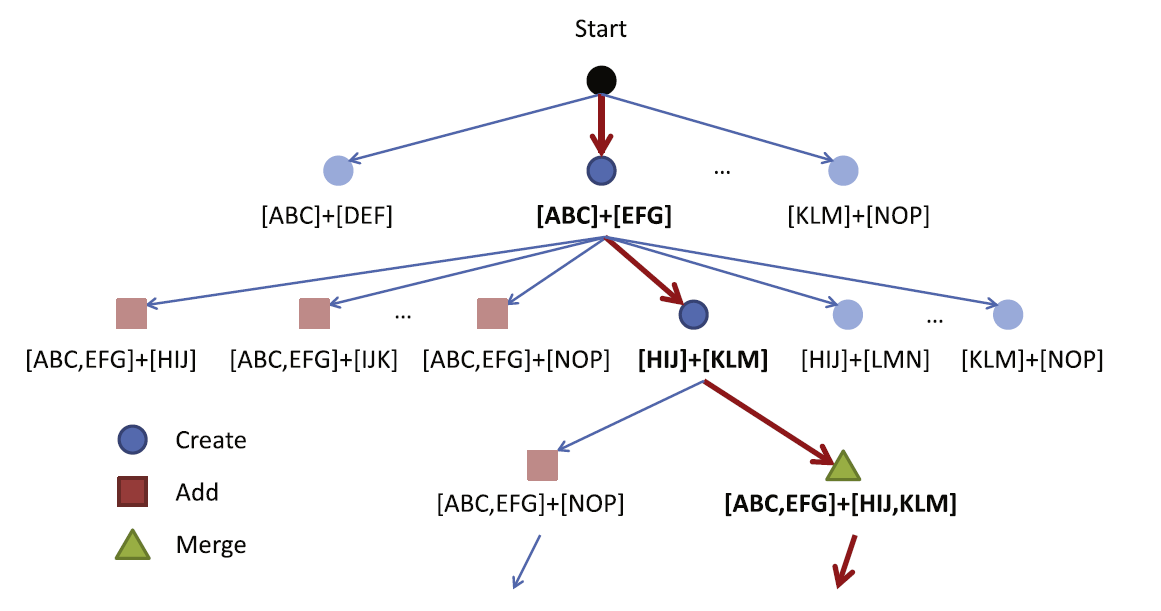 Start
[ABC]+[DEF] [ABC]+[EFG] ... [KLM]+[NOP]
[ABC,EFG]+[HIJ] [ABC,EFG]+[IJK] ... [ABC,EFG]+[NOP] [HIJ]+[KLM] [HIJ]+[LMN] ... [KLM]+[NOP]
[ABC,EFG]+[NOP] [ABC,EFG]+[HIJ,KLM]
Create
Add
Merge